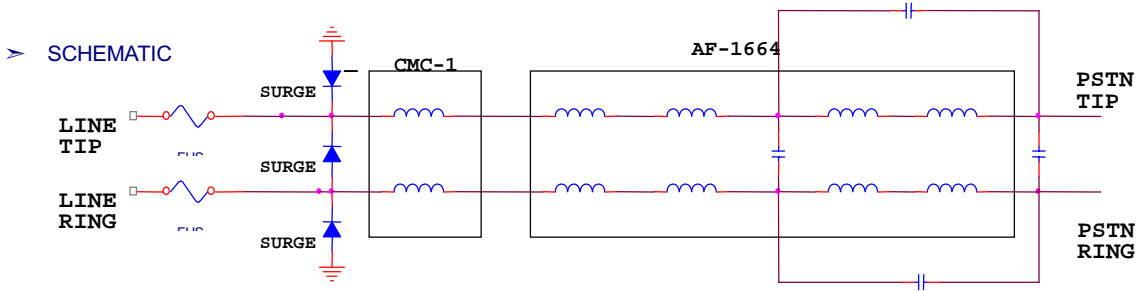 ➢ SCHEMATIC
AF-1664
CMC-1
PSTN
TIP
SURGE
LINE
TIP
SURGE
LINE
RING
SURGE
PSTN
RING